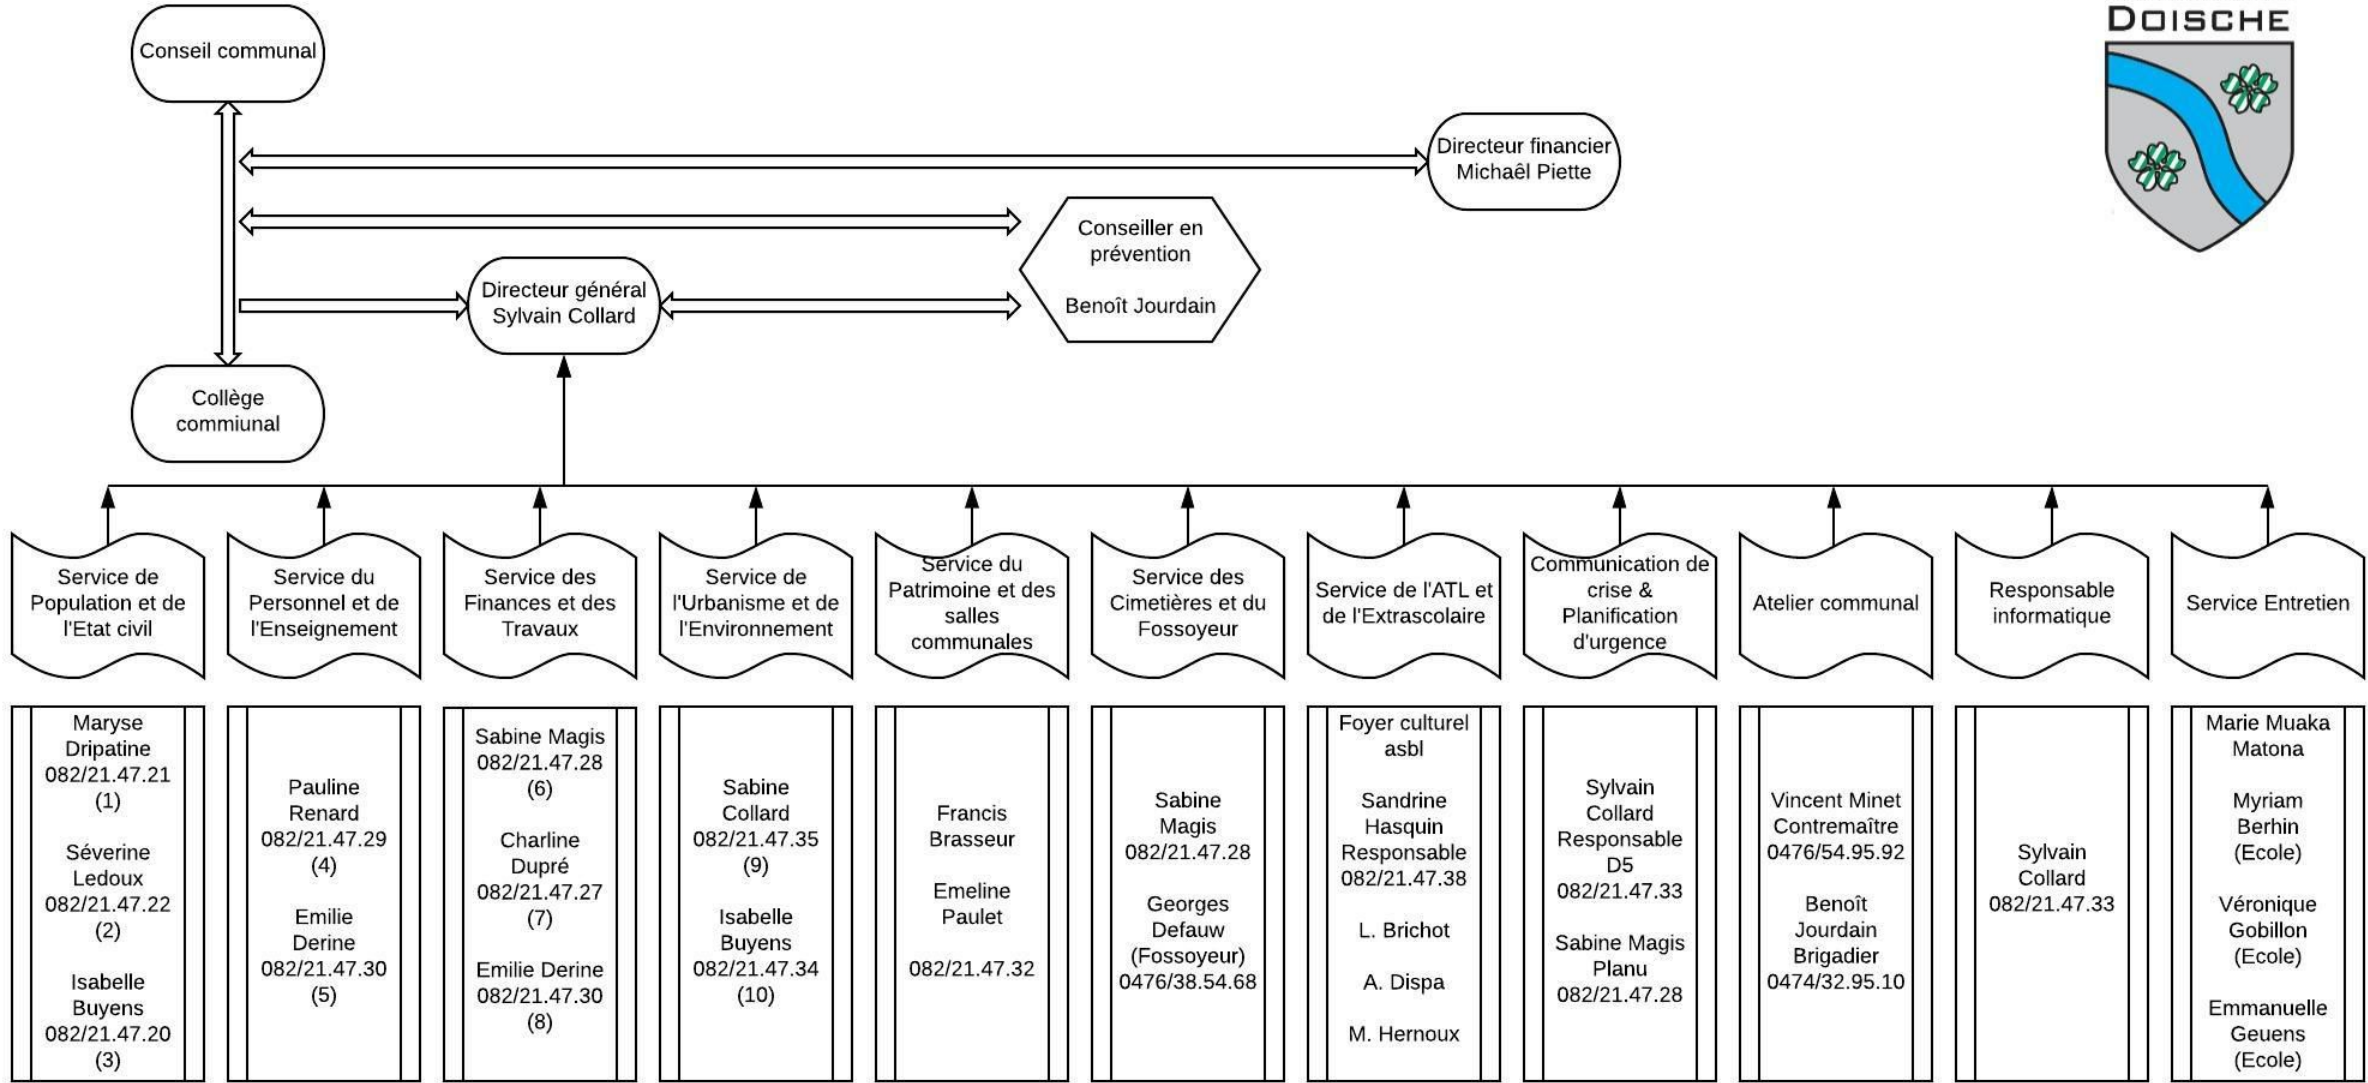 DOISCHE
Conseil communal
Directeur financier
Michaêl Piette
Conseiller en
prévention
Benoît Jourdain
Directeur général
Sylvain Collard
Collège
commiunal
Service de
Population et de
l'Etat civil
Service du
Personnel et de
l'Enseignement
Service des
Finances et des
Travaux
Service de
l'Urbanisme et de
l'Environnement
Service du
Patrimoine et des
salles
communales
Service des
Cimetières et du
Fossoyeur
Service de l'ATL et
de l'Extrascolaire
Communication de
crise &
Planification
d'urgence
Atelier communal
Responsable
informatique
Service Entretien
Maryse
Dripatine
082/21.47.21
(1)
Séverine
Ledoux
082/21.47.22
(2)
Isabelle
Buyens
082/21.47.20
(3)
Pauline
Renard
082/21.47.29
(4)
Emilie
Derine
082/21.47.30
(5)
Sabine Magis
082/21.47.28
(6)
Charline
Dupré
082/21.47.27
(7)
Emilie Derine
082/21.47.30
(8)
Sabine
Collard
082/21.47.35
(9)
Isabelle
Buyens
082/21.47.34
(10)
Francis
Brasseur
Emeline
Paulet
082/21.47.32
Sabine
Magis
082/21.47.28
Georges
Defauw
(Fossoyeur)
0476/38.54.68
Foyer culturel
asbl
Sandrine
Hasquin
Responsable
082/21.47.38
L. Brichot
A. Dispa
M. Hernoux
Sylvain
Collard
Responsable
D5
082/21.47.33
Sabine Magis
Planu
082/21.47.28
Vincent Minet
Contremaître
0476/54.95.92
Benoît
Jourdain
Brigadier
0474/32.95.10
Sylvain
Collard
082/21.47.33
Marie Muaka
Matona
Myriam
Berhin
(Ecole)
Véronique
Gobillon
(Ecole)
Emmanuelle
Geuens
(Ecole)